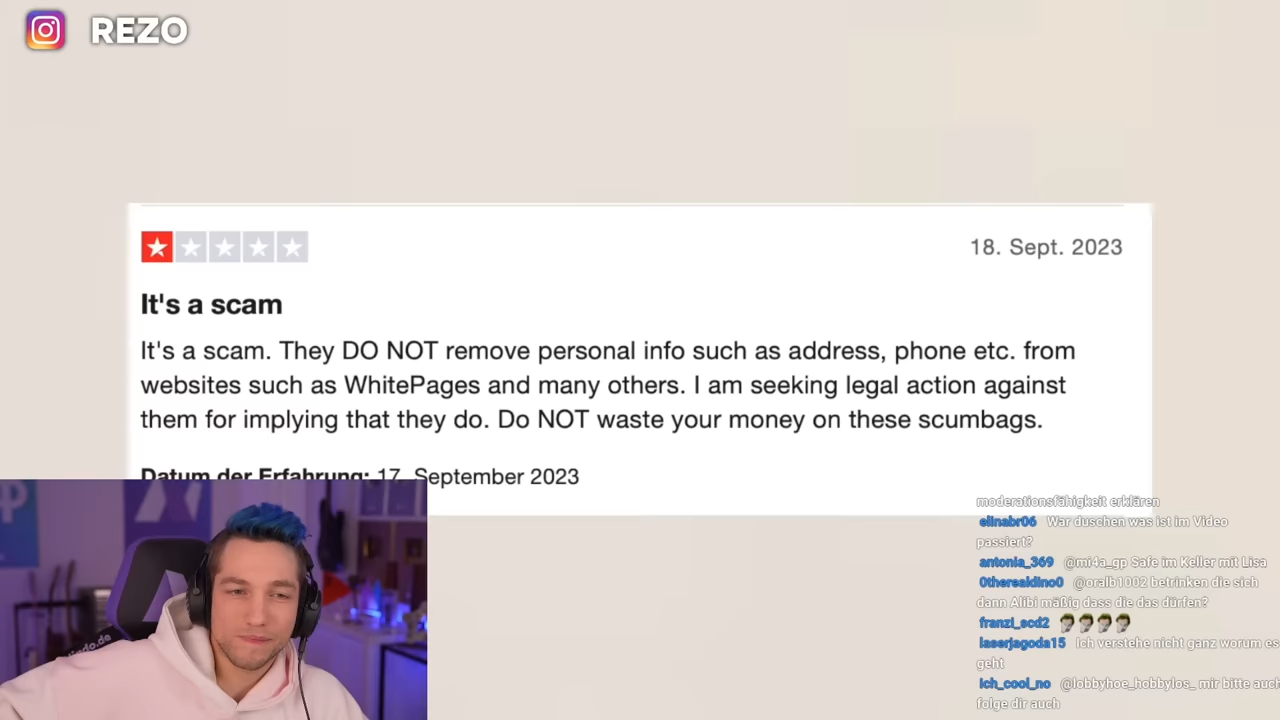 REZO
18. Sept. 2023
It's a scam
It's a scam. They DO NOT remove personal info such as address, phone etc. from
websites such as WhitePages and many others. I am seeking legal action against
them for implying that they do. Do NOT waste your money on these scumbags.
Datum der Erfahrung: 17. September 2023
moderationsfähigkeit erklären
elinabr06 War duschen was ist im Video
passiert?
antonia_369 @mi4a_gp Safe im Keller mit Lisa
0therealdino0 @oralb1002 betrinken die sich
dann Alibi mäßig dass die das dürfen?
franzi_scd2
laserjagoda15 Ich verstehe nicht ganz worum es
geht
ich_cool_no @lobbyhoe_hobbylos_ mir bitte auch
folge dir auch